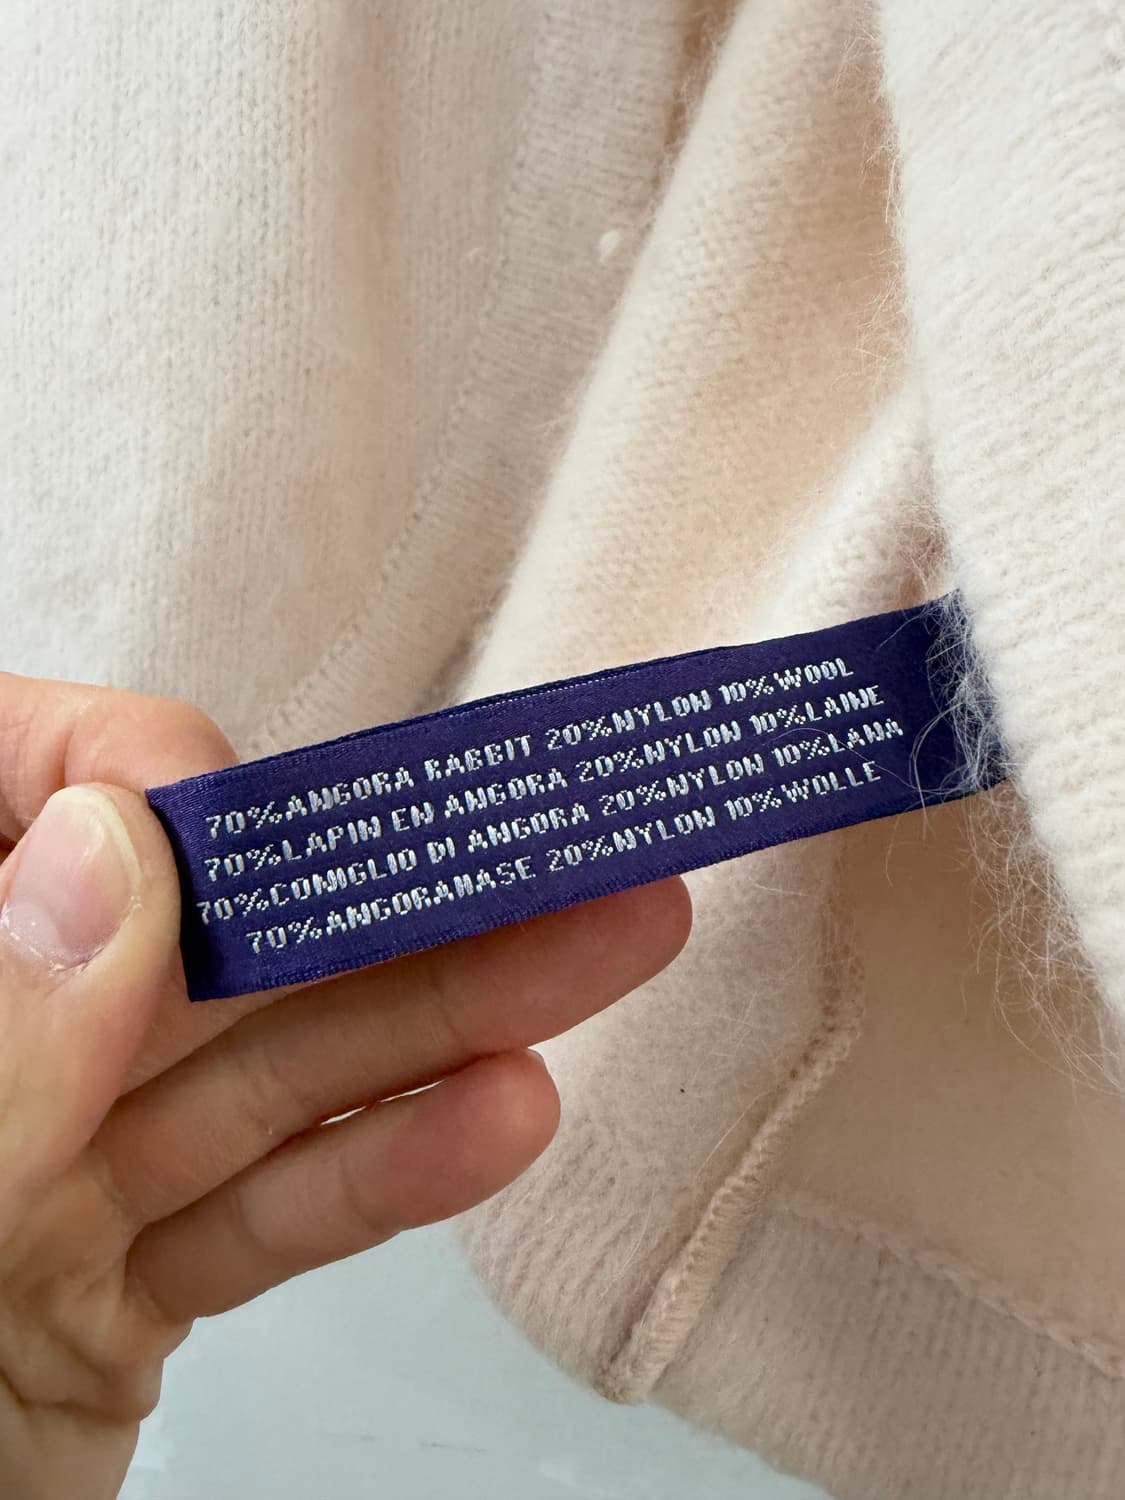 70%ANGORA RABBIT 20%NYLON 10%WOOL
70%LAPIN EN ANGORA 20%NYLON 10%LAINE
70%CONIGLIO DI ANGORA 20%NYLON 10%LANA
70%ANGORAHASE 20%NYLON 10%WOLLE